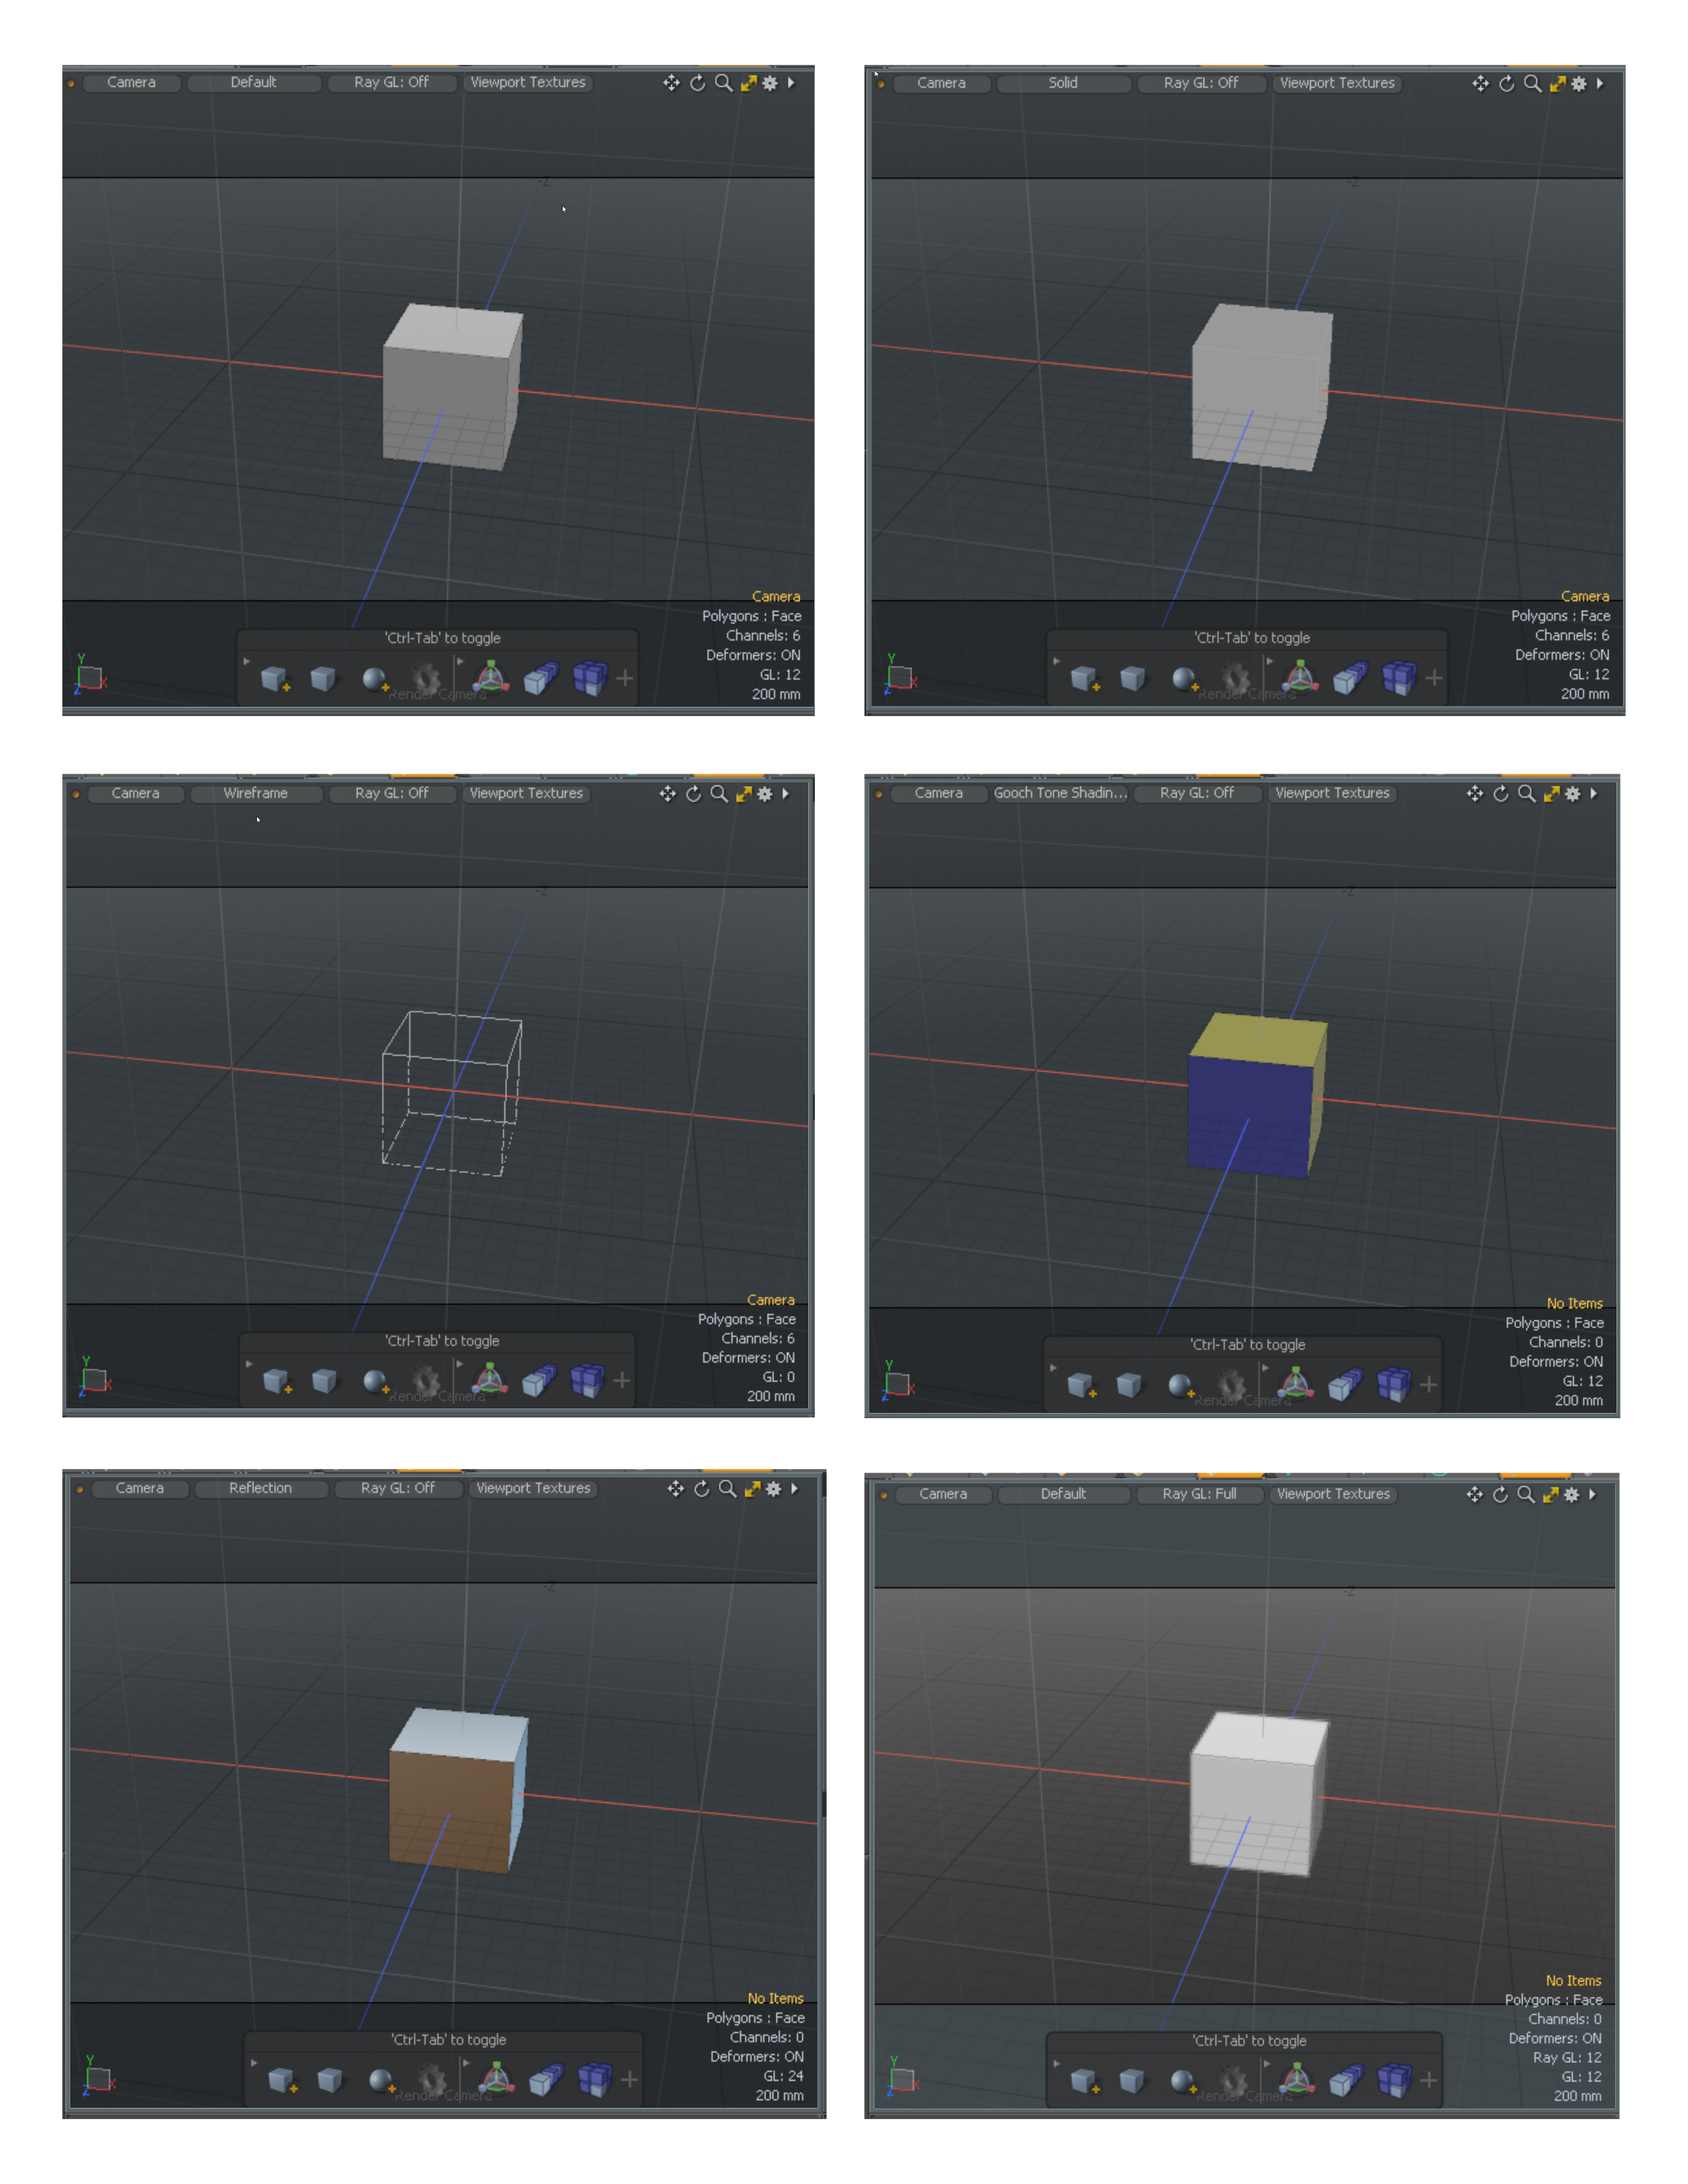 Camera Default Ray GL: Off Viewport Textures
-Z
Camera
Polygons : Face
Channels: 6
Deformers: ON
GL: 12
200 mm
'Ctrl-Tab' to toggle
Render Camera
Y
X
Z
Camera Solid Ray GL: Off Viewport Textures
-Z
Camera
Polygons : Face
Channels: 6
Deformers: ON
GL: 12
200 mm
'Ctrl-Tab' to toggle
Render Camera
Y
X
Z
Camera Wireframe Ray GL: Off Viewport Textures
-Z
Camera
Polygons : Face
Channels: 6
Deformers: ON
GL: 0
200 mm
'Ctrl-Tab' to toggle
Render Camera
Y
X
Z
Camera Gooch Tone Shadin... Ray GL: Off Viewport Textures
-Z
No Items
Polygons : Face
Channels: 0
Deformers: ON
GL: 12
200 mm
'Ctrl-Tab' to toggle
Render Camera
Y
X
Z
Camera Reflection Ray GL: Off Viewport Textures
-Z
No Items
Polygons : Face
Channels: 0
Deformers: ON
GL: 24
200 mm
'Ctrl-Tab' to toggle
Render Camera
Y
X
Z
Camera Default Ray GL: Full Viewport Textures
-Z
No Items
Polygons : Face
Channels: 0
Deformers: ON
Ray GL: 12
GL: 12
200 mm
'Ctrl-Tab' to toggle
Render Camera
Y
X
Z